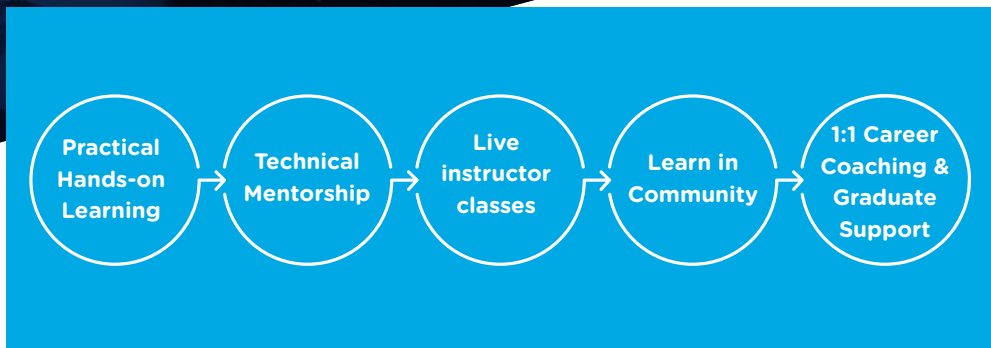 Practical
Hands-on
Learning
Technical
Mentorship
Live
instructor
classes
Learn in
Community
1:1 Career
Coaching &
Graduate
Support